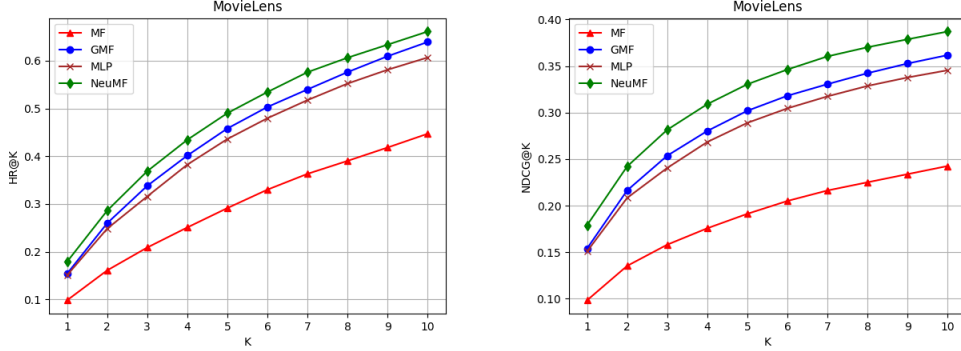 MovieLens
MF
GMF
MLP
NeuMF
HR@K
0.6
0.5
0.4
0.3
0.2
0.1
1 2 3 4 5 6 7 8 9 10
K
MovieLens
MF
GMF
MLP
NeuMF
NDCG@K
0.40
0.35
0.30
0.25
0.20
0.15
0.10
1 2 3 4 5 6 7 8 9 10
K